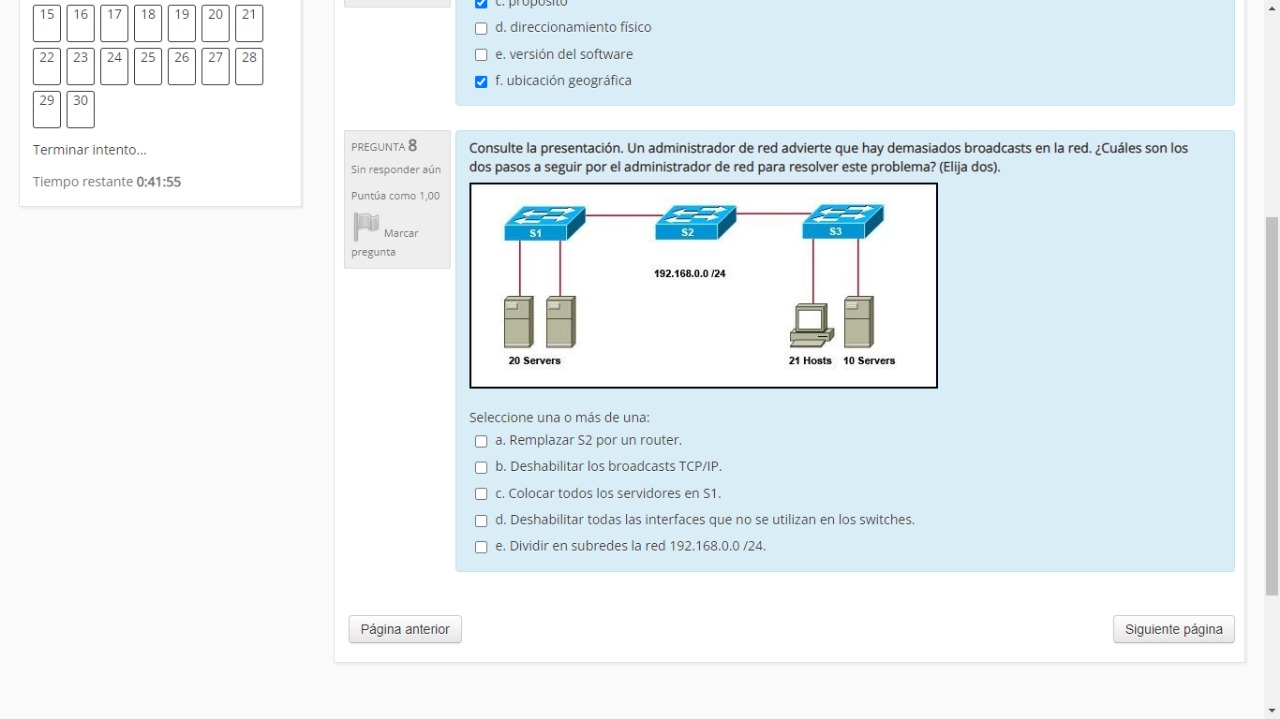 15 16 17 18 19 20 21
22 23 24 25 26 27 28
29 30
Terminar intento...
Tiempo restante 0:41:55
c. propósito
d. direccionamiento físico
e. versión del software
f. ubicación geográfica
PREGUNTA 8
Sin responder aún
Puntúa como 1,00
Marcar
pregunta
Consulte la presentación. Un administrador de red advierte que hay demasiados broadcasts en la red. ¿Cuáles son los
dos pasos a seguir por el administrador de red para resolver este problema? (Elija dos).
S1 S2 S3
192.168.0.0 /24
20 Servers 21 Hosts 10 Servers
Seleccione una o más de una:
a. Remplazar S2 por un router.
b. Deshabilitar los broadcasts TCP/IP.
c. Colocar todos los servidores en S1.
d. Deshabilitar todas las interfaces que no se utilizan en los switches.
e. Dividir en subredes la red 192.168.0.0 /24.
Página anterior Siguiente página